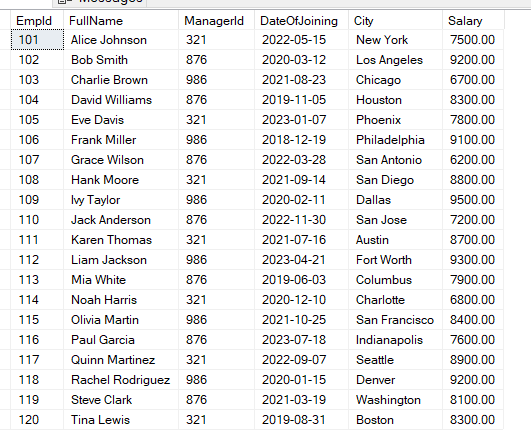 Messages
EmpId FullName ManagerId DateOfJoining City Salary
101 Alice Johnson 321 2022-05-15 New York 7500.00
102 Bob Smith 876 2020-03-12 Los Angeles 9200.00
103 Charlie Brown 986 2021-08-23 Chicago 6700.00
104 David Williams 876 2019-11-05 Houston 8300.00
105 Eve Davis 321 2023-01-07 Phoenix 7800.00
106 Frank Miller 986 2018-12-19 Philadelphia 9100.00
107 Grace Wilson 876 2022-03-28 San Antonio 6200.00
108 Hank Moore 321 2021-09-14 San Diego 8800.00
109 Ivy Taylor 986 2020-02-11 Dallas 9500.00
110 Jack Anderson 876 2022-11-30 San Jose 7200.00
111 Karen Thomas 321 2021-07-16 Austin 8700.00
112 Liam Jackson 986 2023-04-21 Fort Worth 9300.00
113 Mia White 876 2019-06-03 Columbus 7900.00
114 Noah Harris 321 2020-12-10 Charlotte 6800.00
115 Olivia Martin 986 2021-10-25 San Francisco 8400.00
116 Paul Garcia 876 2023-07-18 Indianapolis 7600.00
117 Quinn Martinez 321 2022-09-07 Seattle 8900.00
118 Rachel Rodriguez 986 2020-01-15 Denver 9200.00
119 Steve Clark 876 2021-03-19 Washington 8100.00
120 Tina Lewis 321 2019-08-31 Boston 8300.00